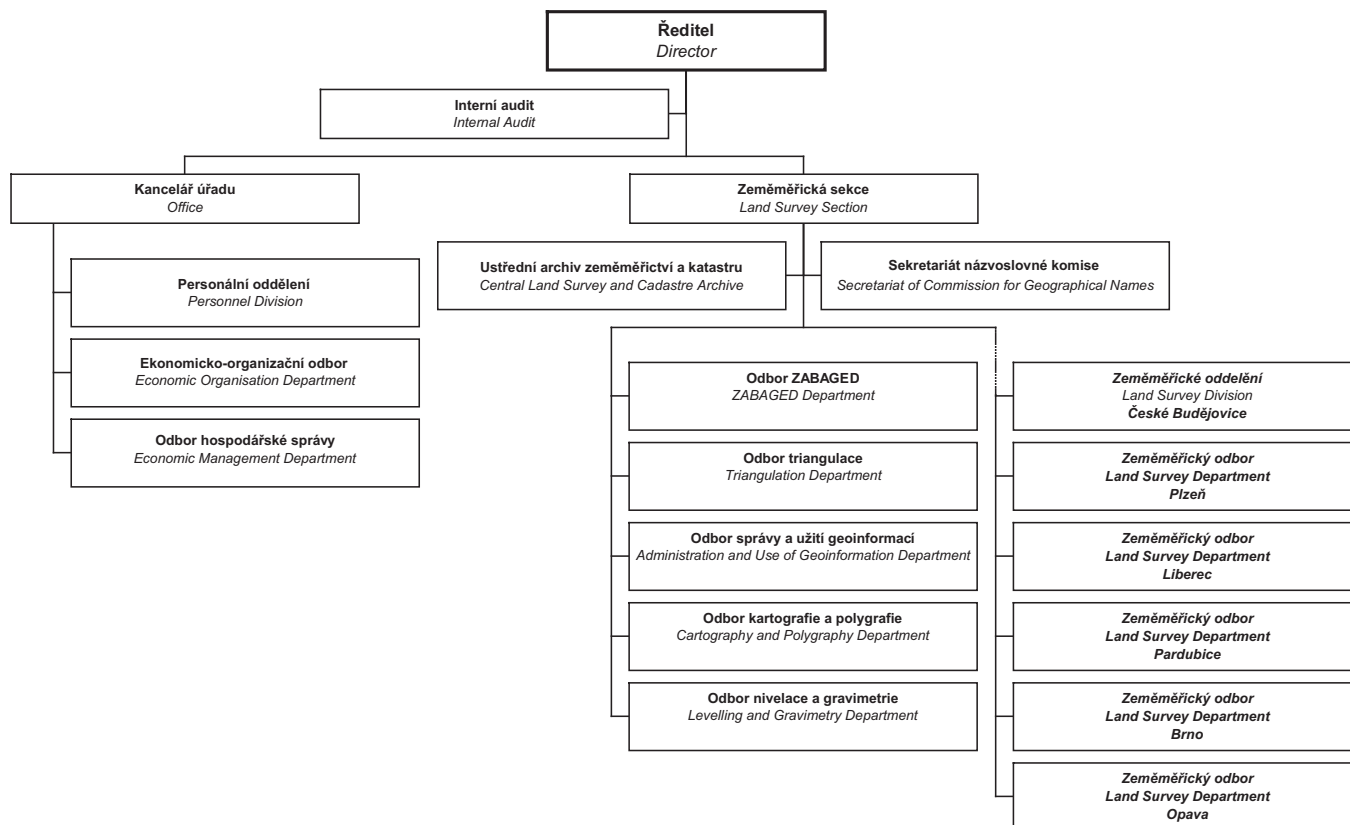 Ředitel
Director
Interní audit
Internal Audit
Kancelář úřadu
Office
Zeměměřická sekce
Land Survey Section
Ustřední archiv zeměměřictví a katastru
Central Land Survey and Cadastre Archive
Sekretariát názvoslovné komise
Secretariat of Commission for Geographical Names
Personální oddělení
Personnel Division
Ekonomicko-organizační odbor
Economic Organisation Department
Odbor hospodářské správy
Economic Management Department
Odbor ZABAGED
ZABAGED Department
Odbor triangulace
Triangulation Department
Odbor správy a užití geoinformací
Administration and Use of Geoinformation Department
Odbor kartografie a polygrafie
Cartography and Polygraphy Department
Odbor nivelace a gravimetrie
Levelling and Gravimetry Department
Zeměměřické oddelění
Land Survey Division
České Budějovice
Zeměměřický odbor
Land Survey Department
Plzeň
Zeměměřický odbor
Land Survey Department
Liberec
Zeměměřický odbor
Land Survey Department
Pardubice
Zeměměřický odbor
Land Survey Department
Brno
Zeměměřický odbor
Land Survey Department
Opava